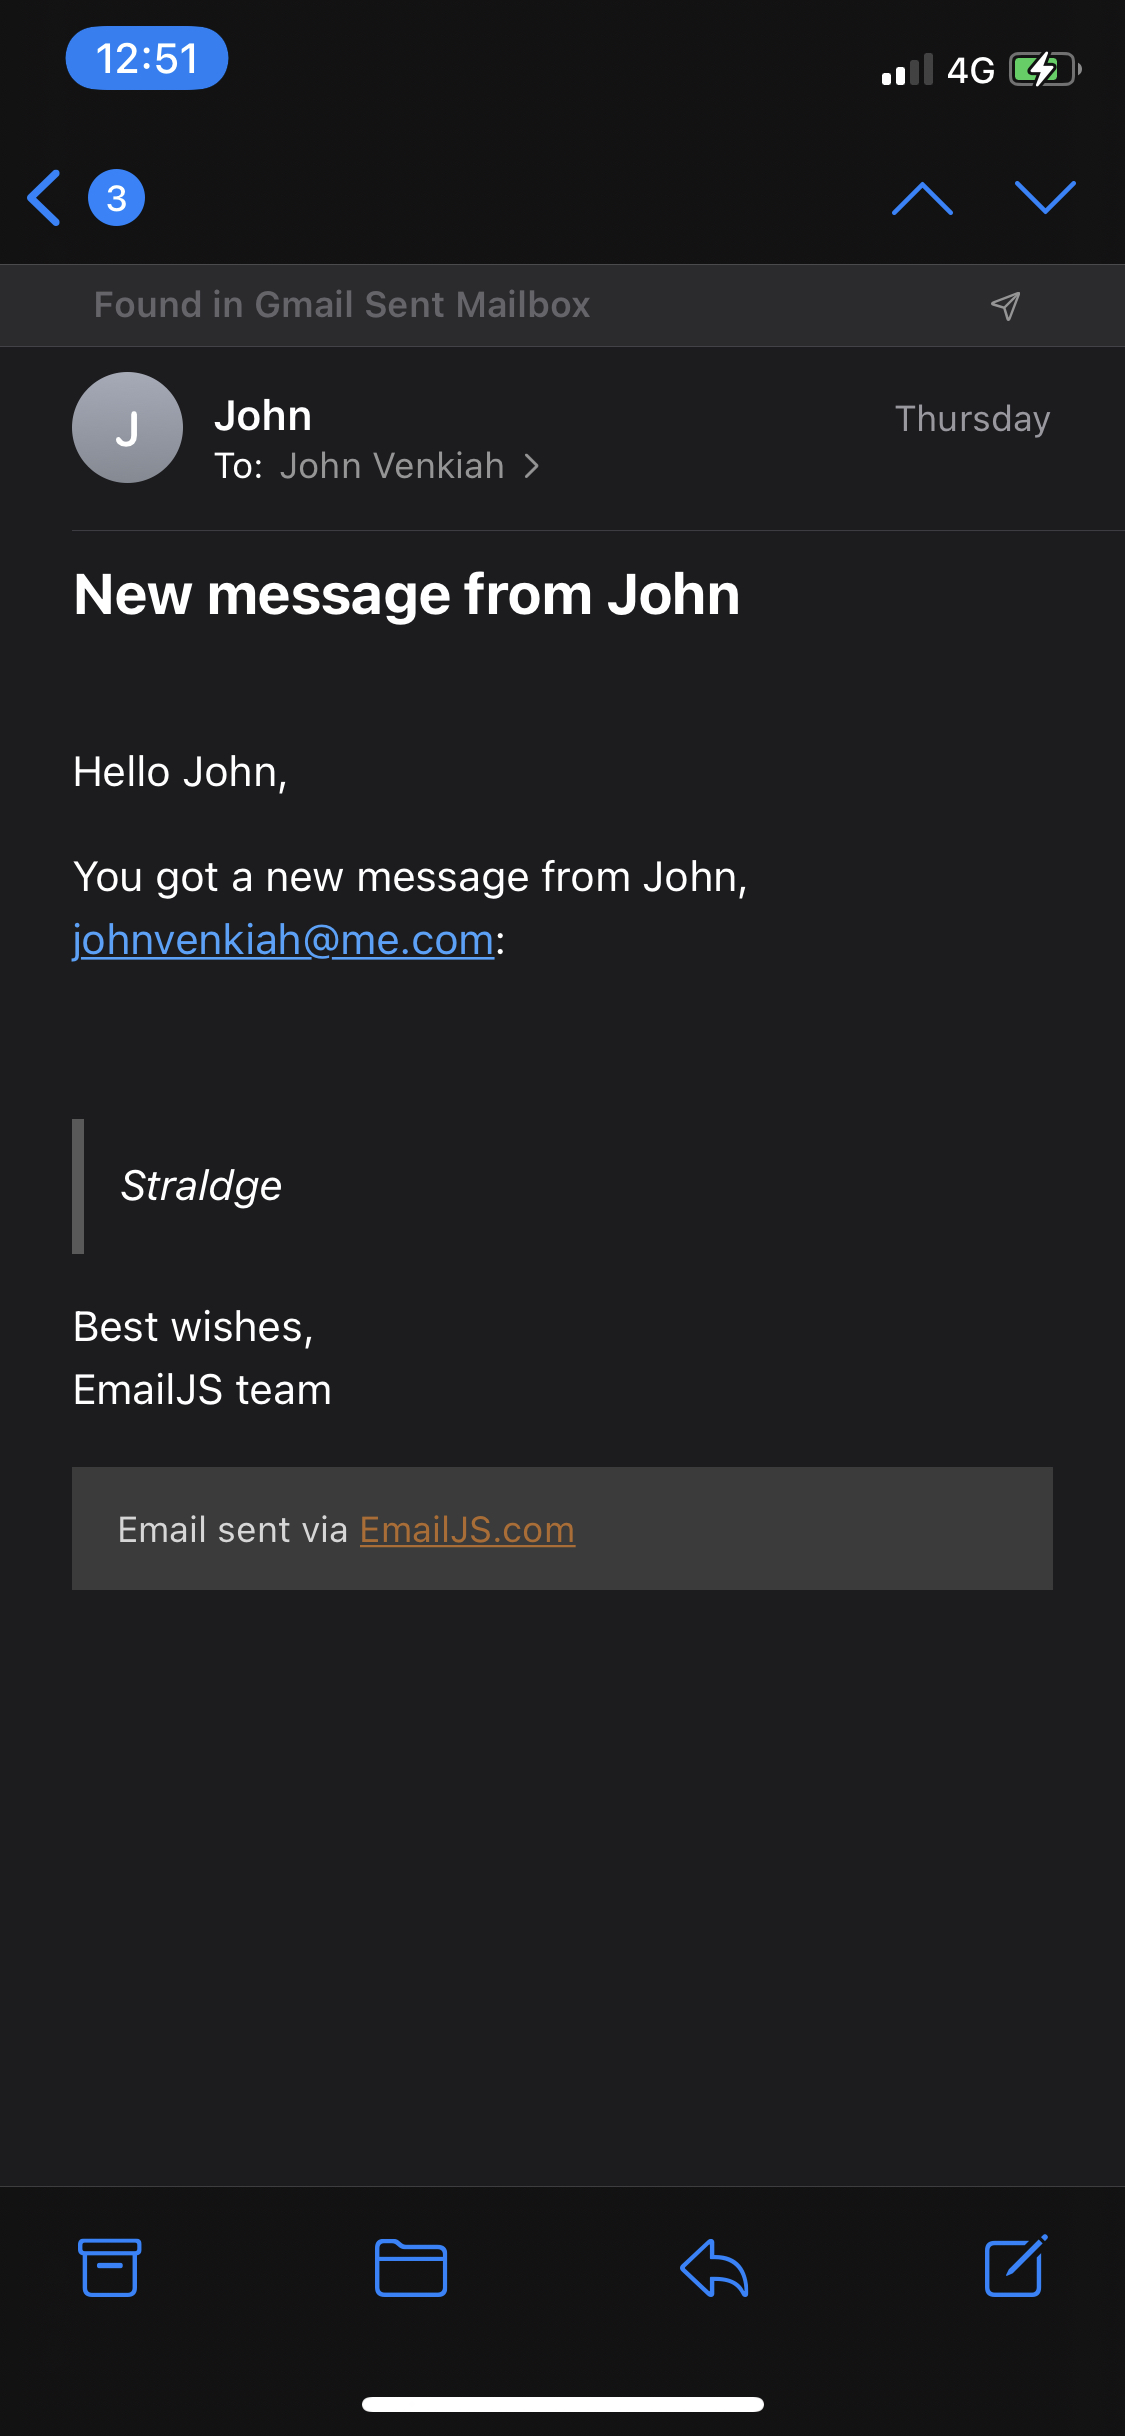 12:51
4G
3
Found in Gmail Sent Mailbox
J
John
Thursday
To: John Venkiah
New message from John
Hello John,
You got a new message from John,
johnvenkiah@me.com:
Straldge
Best wishes,
EmailJS team
Email sent via EmailJS.com